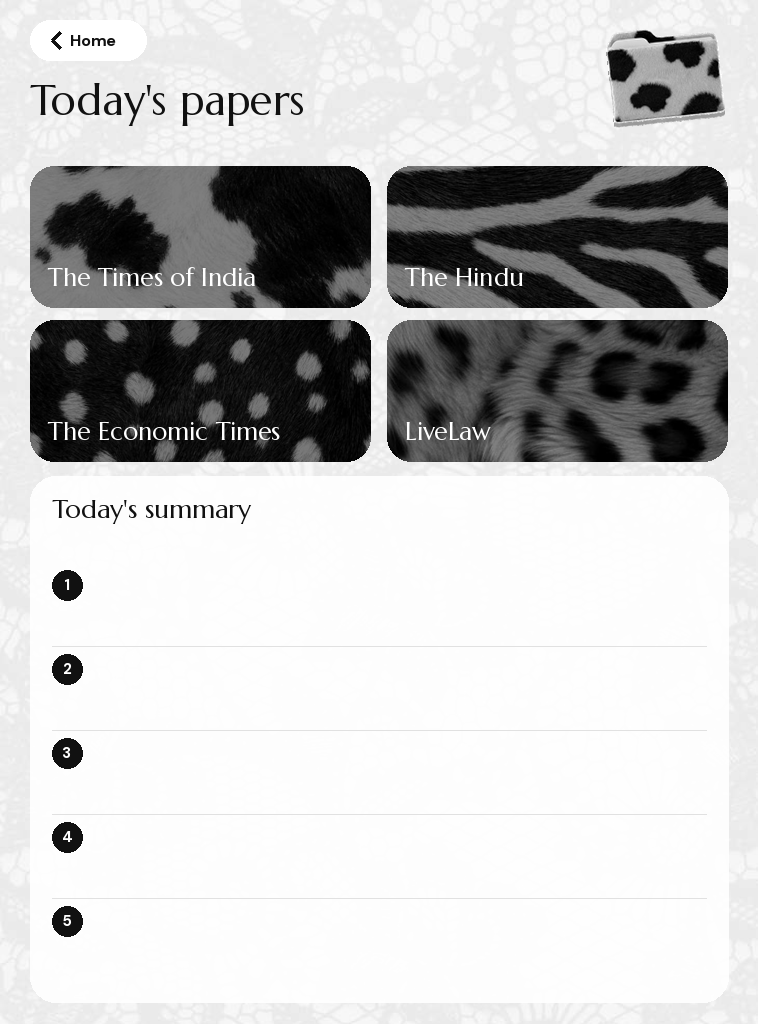 Home
Today's papers
The Times of India
The Hindu
The Economic Times
LiveLaw
Today's summary
1
2
3
4
5